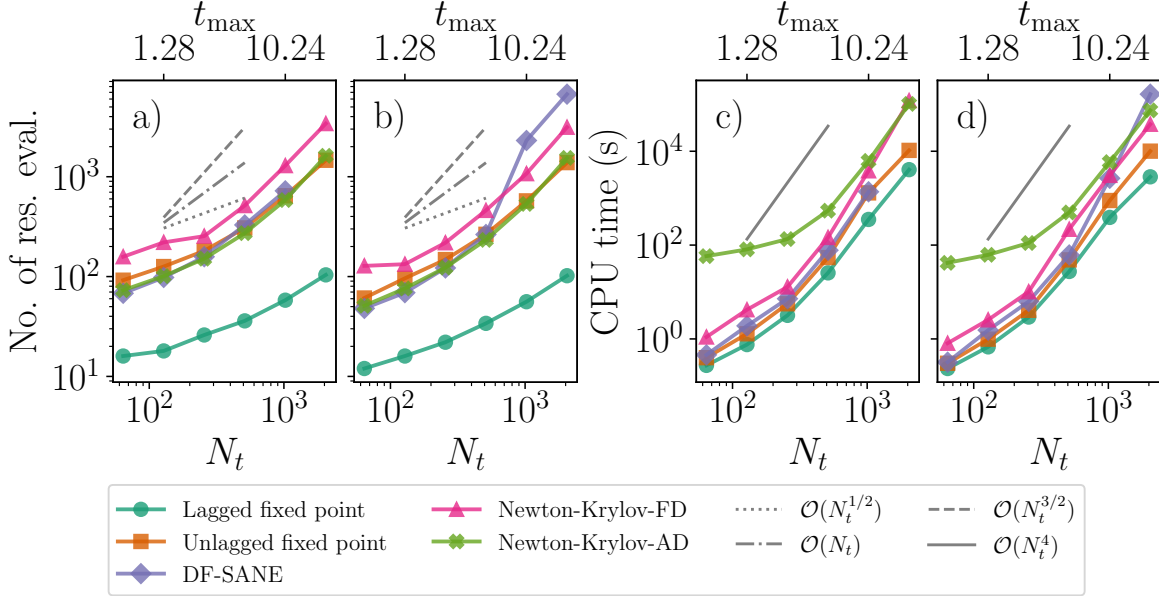 t_max t_max t_max t_max
1.28 10.24 1.28 10.24 1.28 10.24 1.28 10.24
a) b) c) d)
No. of res. eval.
10^3
10^2
10^1
CPU time (s)
10^4
10^2
10^0
10^2 10^3 10^2 10^3 10^2 10^3 10^2 10^3
N_t N_t N_t N_t
Lagged fixed point Newton-Krylov-FD O(N_t^{1/2}) O(N_t^{3/2})
Unlagged fixed point Newton-Krylov-AD O(N_t) O(N_t^4)
DF-SANE